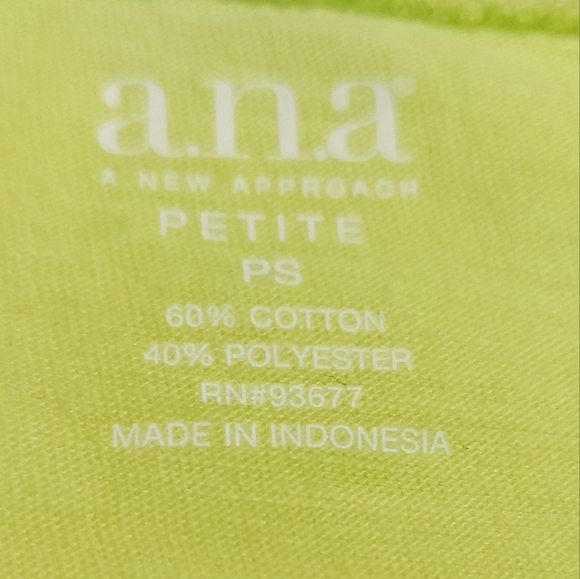 a.n.a®
A NEW APPROACH
PETITE
PS
60% COTTON
40% POLYESTER
RN#93677
MADE IN INDONESIA